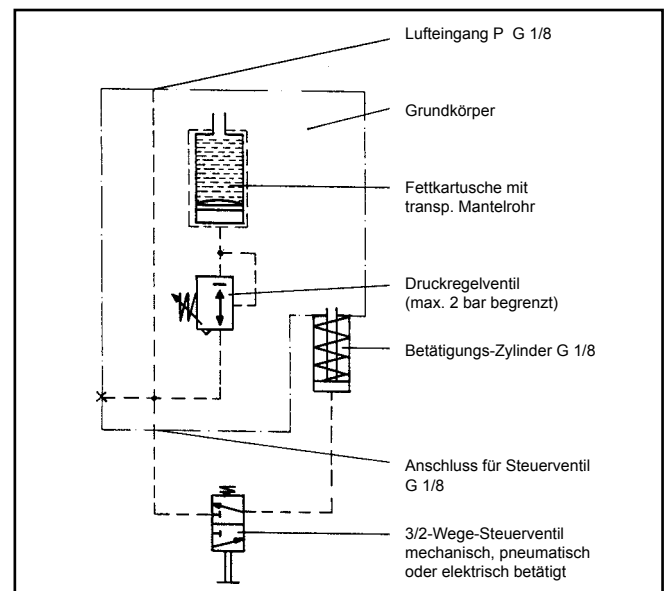 Lufteingang P  G 1/8
Grundkörper
Fettkartusche mit
transp. Mantelrohr
Druckregelventil
(max. 2 bar begrenzt)
Betätigungs-Zylinder G 1/8
Anschluss für Steuerventil
G 1/8
3/2-Wege-Steuerventil
mechanisch, pneumatisch
oder elektrisch betätigt